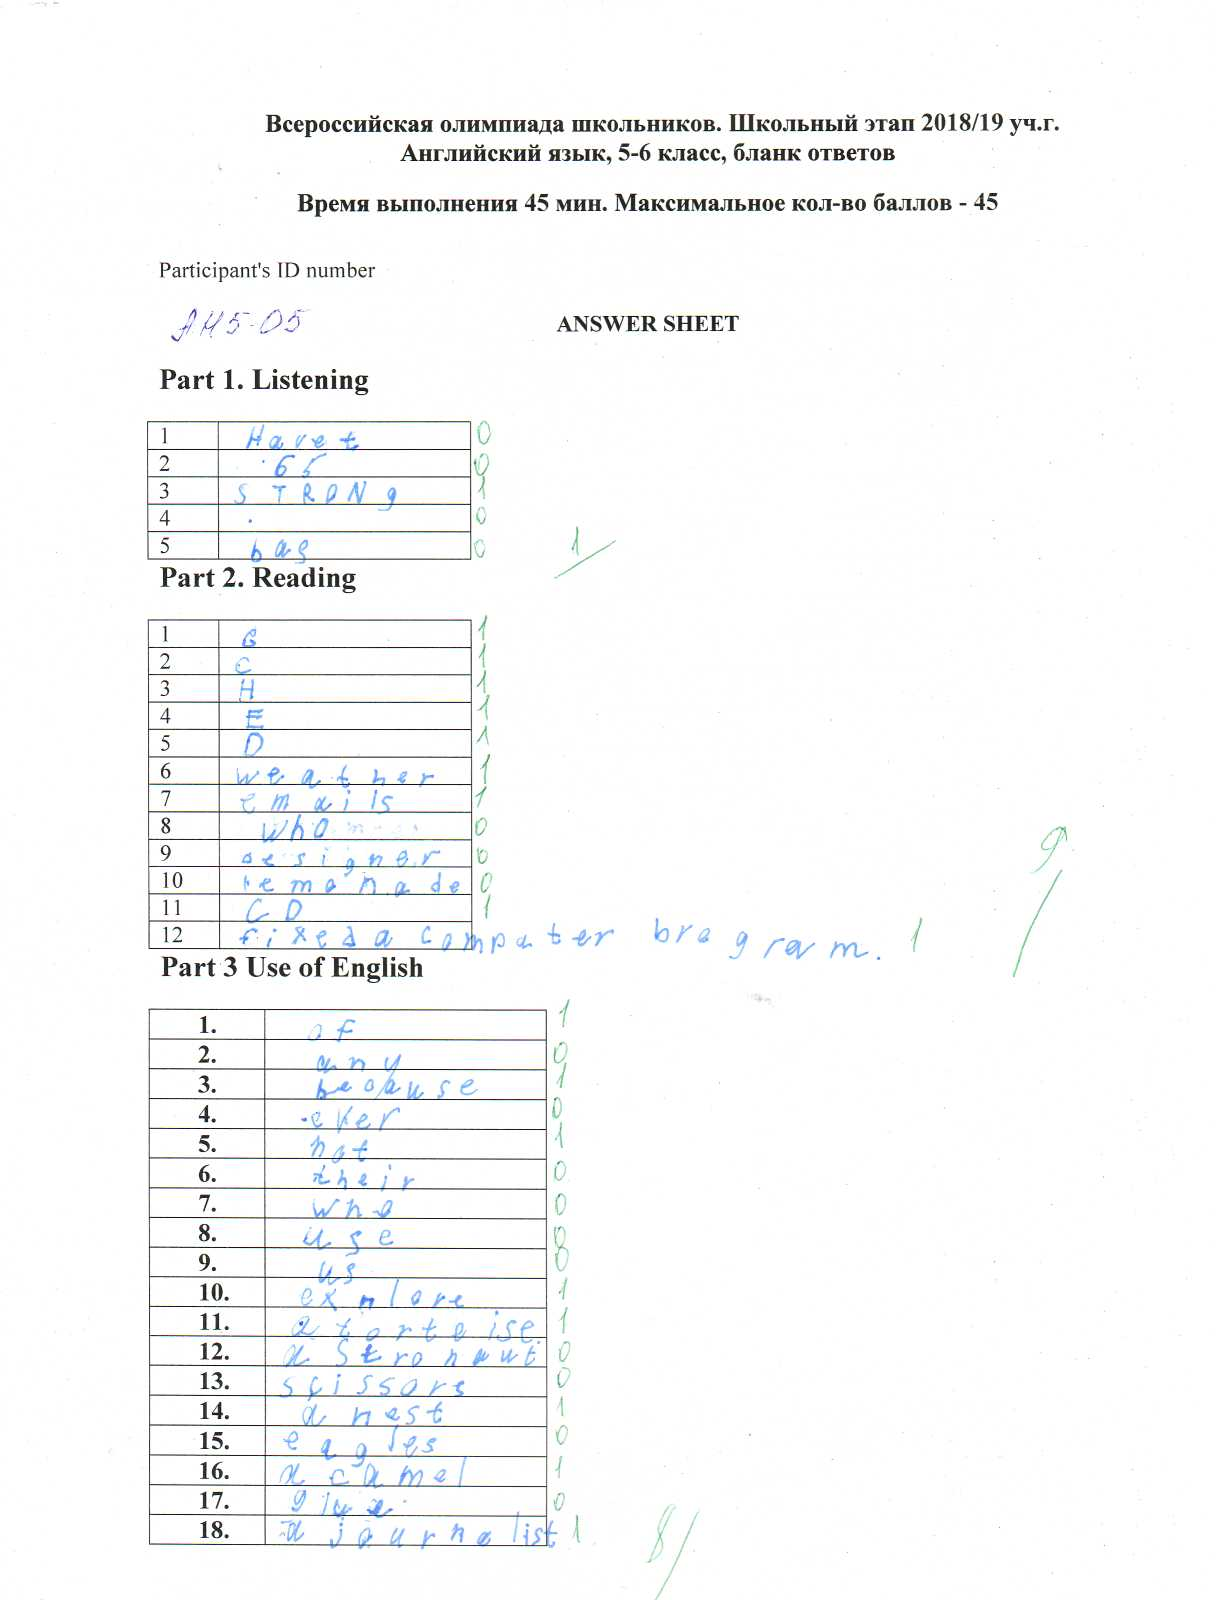 Всероссийская олимпиада школьников. Школьный этап 2018/19 уч.г.
Английский язык, 5-6 класс, бланк ответов
Время выполнения 45 мин. Максимальное кол-во баллов - 45
Participant's ID number
АН5-05
ANSWER SHEET
Part 1. Listening
1 Havet 0
2 65 0
3 STRONg 1
4 0
5 bag 0
1
Part 2. Reading
1 G 1
2 C 1
3 H 1
4 E 1
5 D 1
6 weather 1
7 emails 1
8 who 0
9 designer 0
10 0
11 CD 1
12 fixed a computer brogram. 1
9
Part 3 Use of English
1. of 1
2. any 0
3. because 1
4. ever 0
5. not 1
6. their 0
7. who 0
8. use 0
9. us 0
10. explore 1
11. a tortoise 1
12. astronaut 0
13. scissors 0
14. a nest 1
15. eagles 0
16. a camel 1
17. glue 0
18. a journalist 1
8